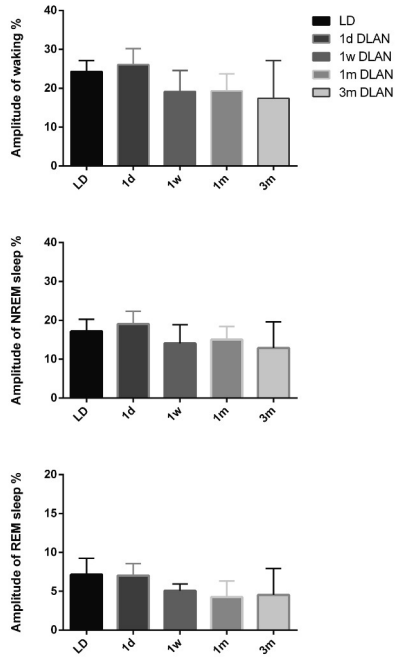 Amplitude of waking %
40
30
20
10
0
LD
1d
1w
1m
3m
LD
1d DLAN
1w DLAN
1m DLAN
3m DLAN
Amplitude of NREM sleep %
40
30
20
10
0
LD
1d
1w
1m
3m
Amplitude of REM sleep %
20
15
10
5
0
LD
1d
1w
1m
3m